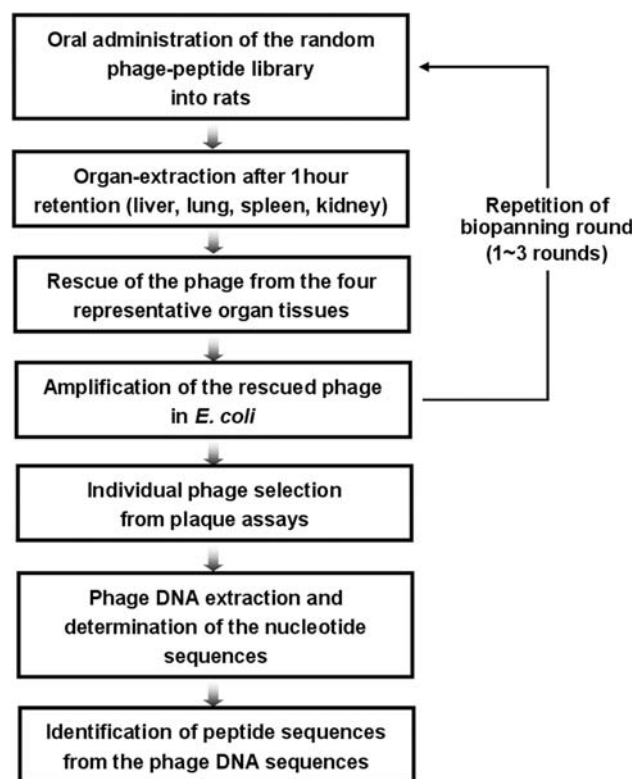 Oral administration of the random
phage-peptide library
into rats
Organ-extraction after 1hour
retention (liver, lung, spleen, kidney)
Rescue of the phage from the four
representative organ tissues
Amplification of the rescued phage
in E. coli
Repetition of
biopanning round
(1~3 rounds)
Individual phage selection
from plaque assays
Phage DNA extraction and
determination of the nucleotide
sequences
Identification of peptide sequences
from the phage DNA sequences